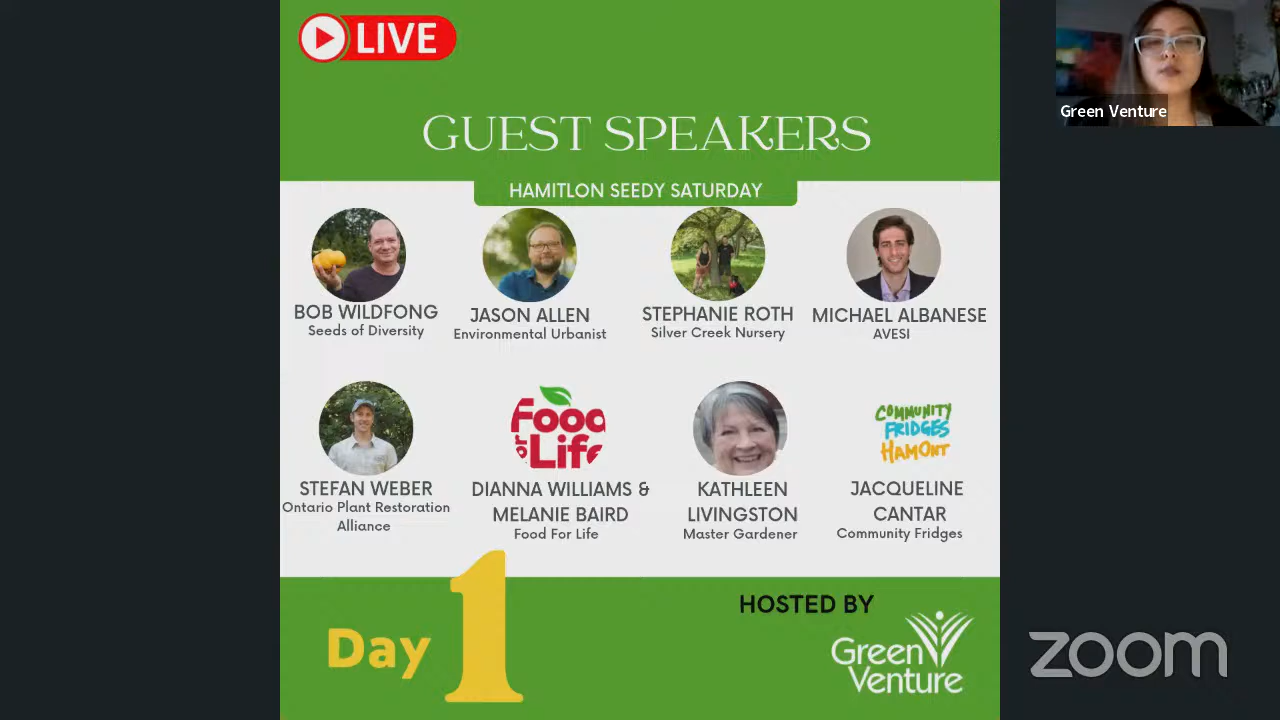 LIVE
Green Venture
GUEST SPEAKERS
HAMITLON SEEDY SATURDAY
BOB WILDFONG
Seeds of Diversity
JASON ALLEN
Environmental Urbanist
STEPHANIE ROTH
Silver Creek Nursery
MICHAEL ALBANESE
AVESI
Food
for
Life
COMMUNITY
FRIDGES
HAMONT
STEFAN WEBER
Ontario Plant Restoration
Alliance
DIANNA WILLIAMS &
MELANIE BAIRD
Food For Life
KATHLEEN
LIVINGSTON
Master Gardener
JACQUELINE
CANTAR
Community Fridges
Day 1
HOSTED BY
Green
Venture
zoom